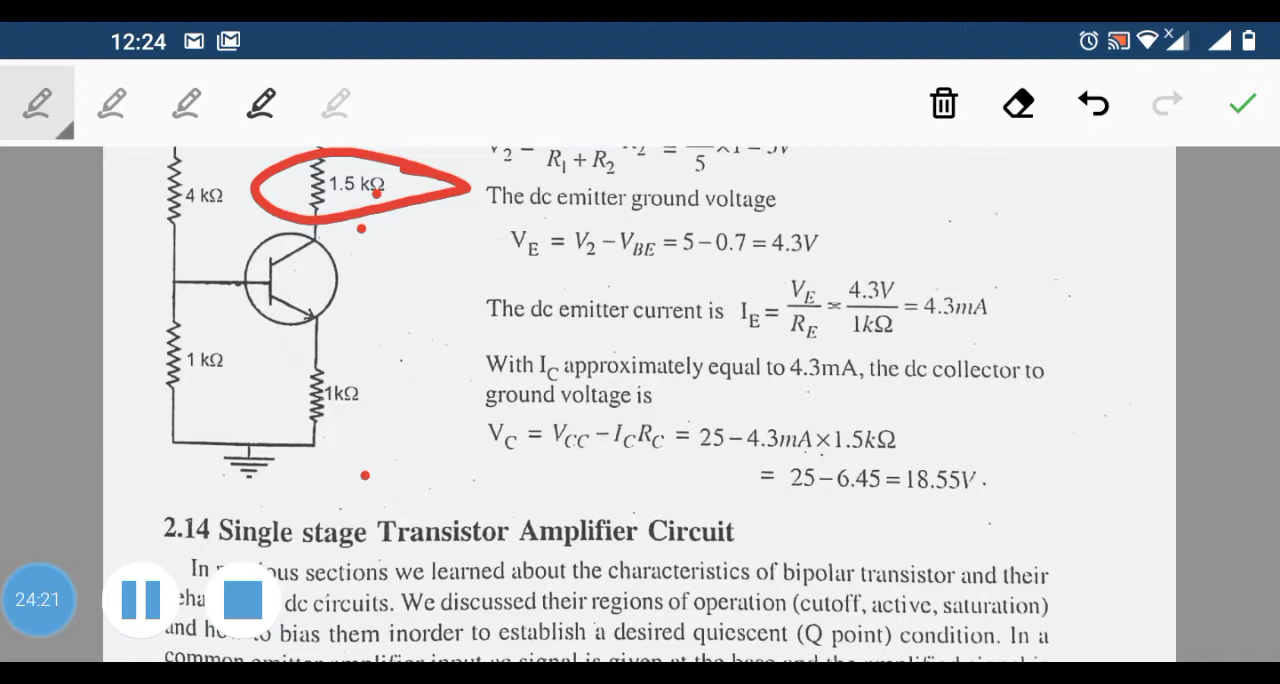 12:24
4 kΩ
1.5 kΩ
1 kΩ
1kΩ
R₁ + R₂
5
The dc emitter ground voltage
V_E = V₂ – V_BE = 5 – 0.7 = 4.3V
The dc emitter current is I_E = V_E / R_E = 4.3V / 1kΩ = 4.3mA
With I_C approximately equal to 4.3mA, the dc collector to
ground voltage is
V_C = V_CC – I_C R_C = 25 – 4.3mA × 1.5kΩ
= 25 – 6.45 = 18.55V .
2.14 Single stage Transistor Amplifier Circuit
In ous sections we learned about the characteristics of bipolar transistor and their
dc circuits. We discussed their regions of operation (cutoff, active, saturation)
and bias them inorder to establish a desired quiescent (Q point) condition. In a
24:21